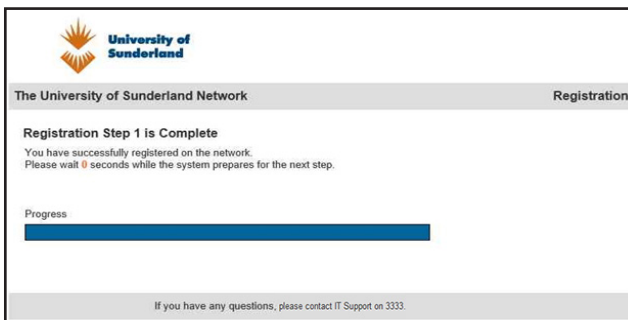 University of
Sunderland
The University of Sunderland Network Registration
Registration Step 1 is Complete
You have successfully registered on the network.
Please wait 0 seconds while the system prepares for the next step.
Progress
If you have any questions, please contact IT Support on 3333.